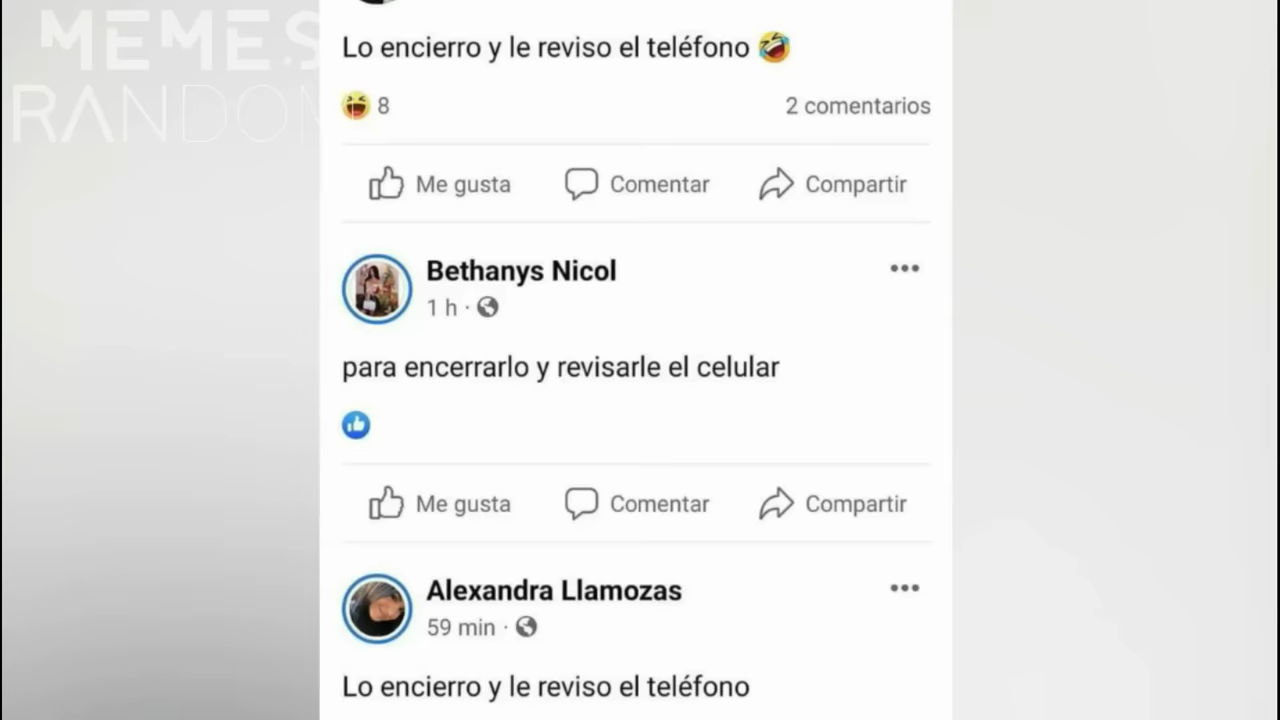 MEMES
RANDOM
Lo encierro y le reviso el teléfono 🤣
8
2 comentarios
Me gusta
Comentar
Compartir
Bethanys Nicol
1 h ·
para encerrarlo y revisarle el celular
Me gusta
Comentar
Compartir
Alexandra Llamozas
59 min ·
Lo encierro y le reviso el teléfono